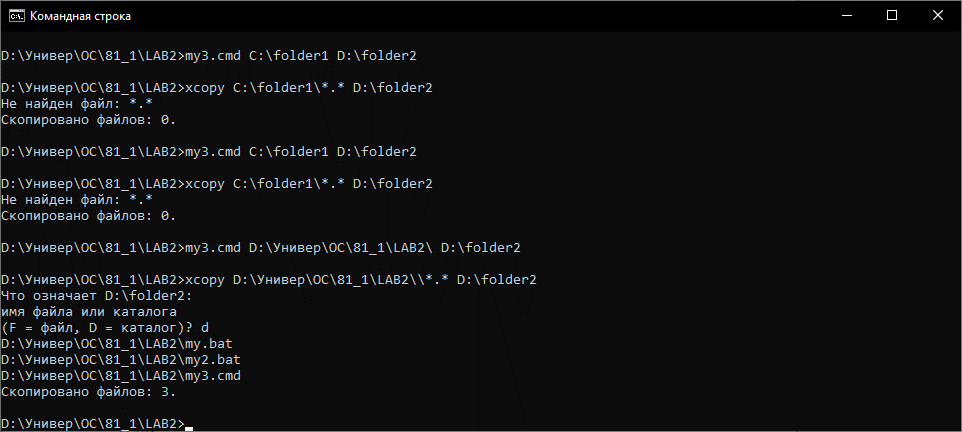 Командная строка
D:\Универ\ОС\81_1\LAB2>my3.cmd C:\folder1 D:\folder2
D:\Универ\ОС\81_1\LAB2>xcopy C:\folder1\*.* D:\folder2
Не найден файл: *.*
Скопировано файлов: 0.
D:\Универ\ОС\81_1\LAB2>my3.cmd C:\folder1 D:\folder2
D:\Универ\ОС\81_1\LAB2>xcopy C:\folder1\*.* D:\folder2
Не найден файл: *.*
Скопировано файлов: 0.
D:\Универ\ОС\81_1\LAB2>my3.cmd D:\Универ\ОС\81_1\LAB2\ D:\folder2
D:\Универ\ОС\81_1\LAB2>xcopy D:\Универ\ОС\81_1\LAB2\\*.* D:\folder2
Что означает D:\folder2:
имя файла или каталога
(F = файл, D = каталог)? d
D:\Универ\ОС\81_1\LAB2\my.bat
D:\Универ\ОС\81_1\LAB2\my2.bat
D:\Универ\ОС\81_1\LAB2\my3.cmd
Скопировано файлов: 3.
D:\Универ\ОС\81_1\LAB2>